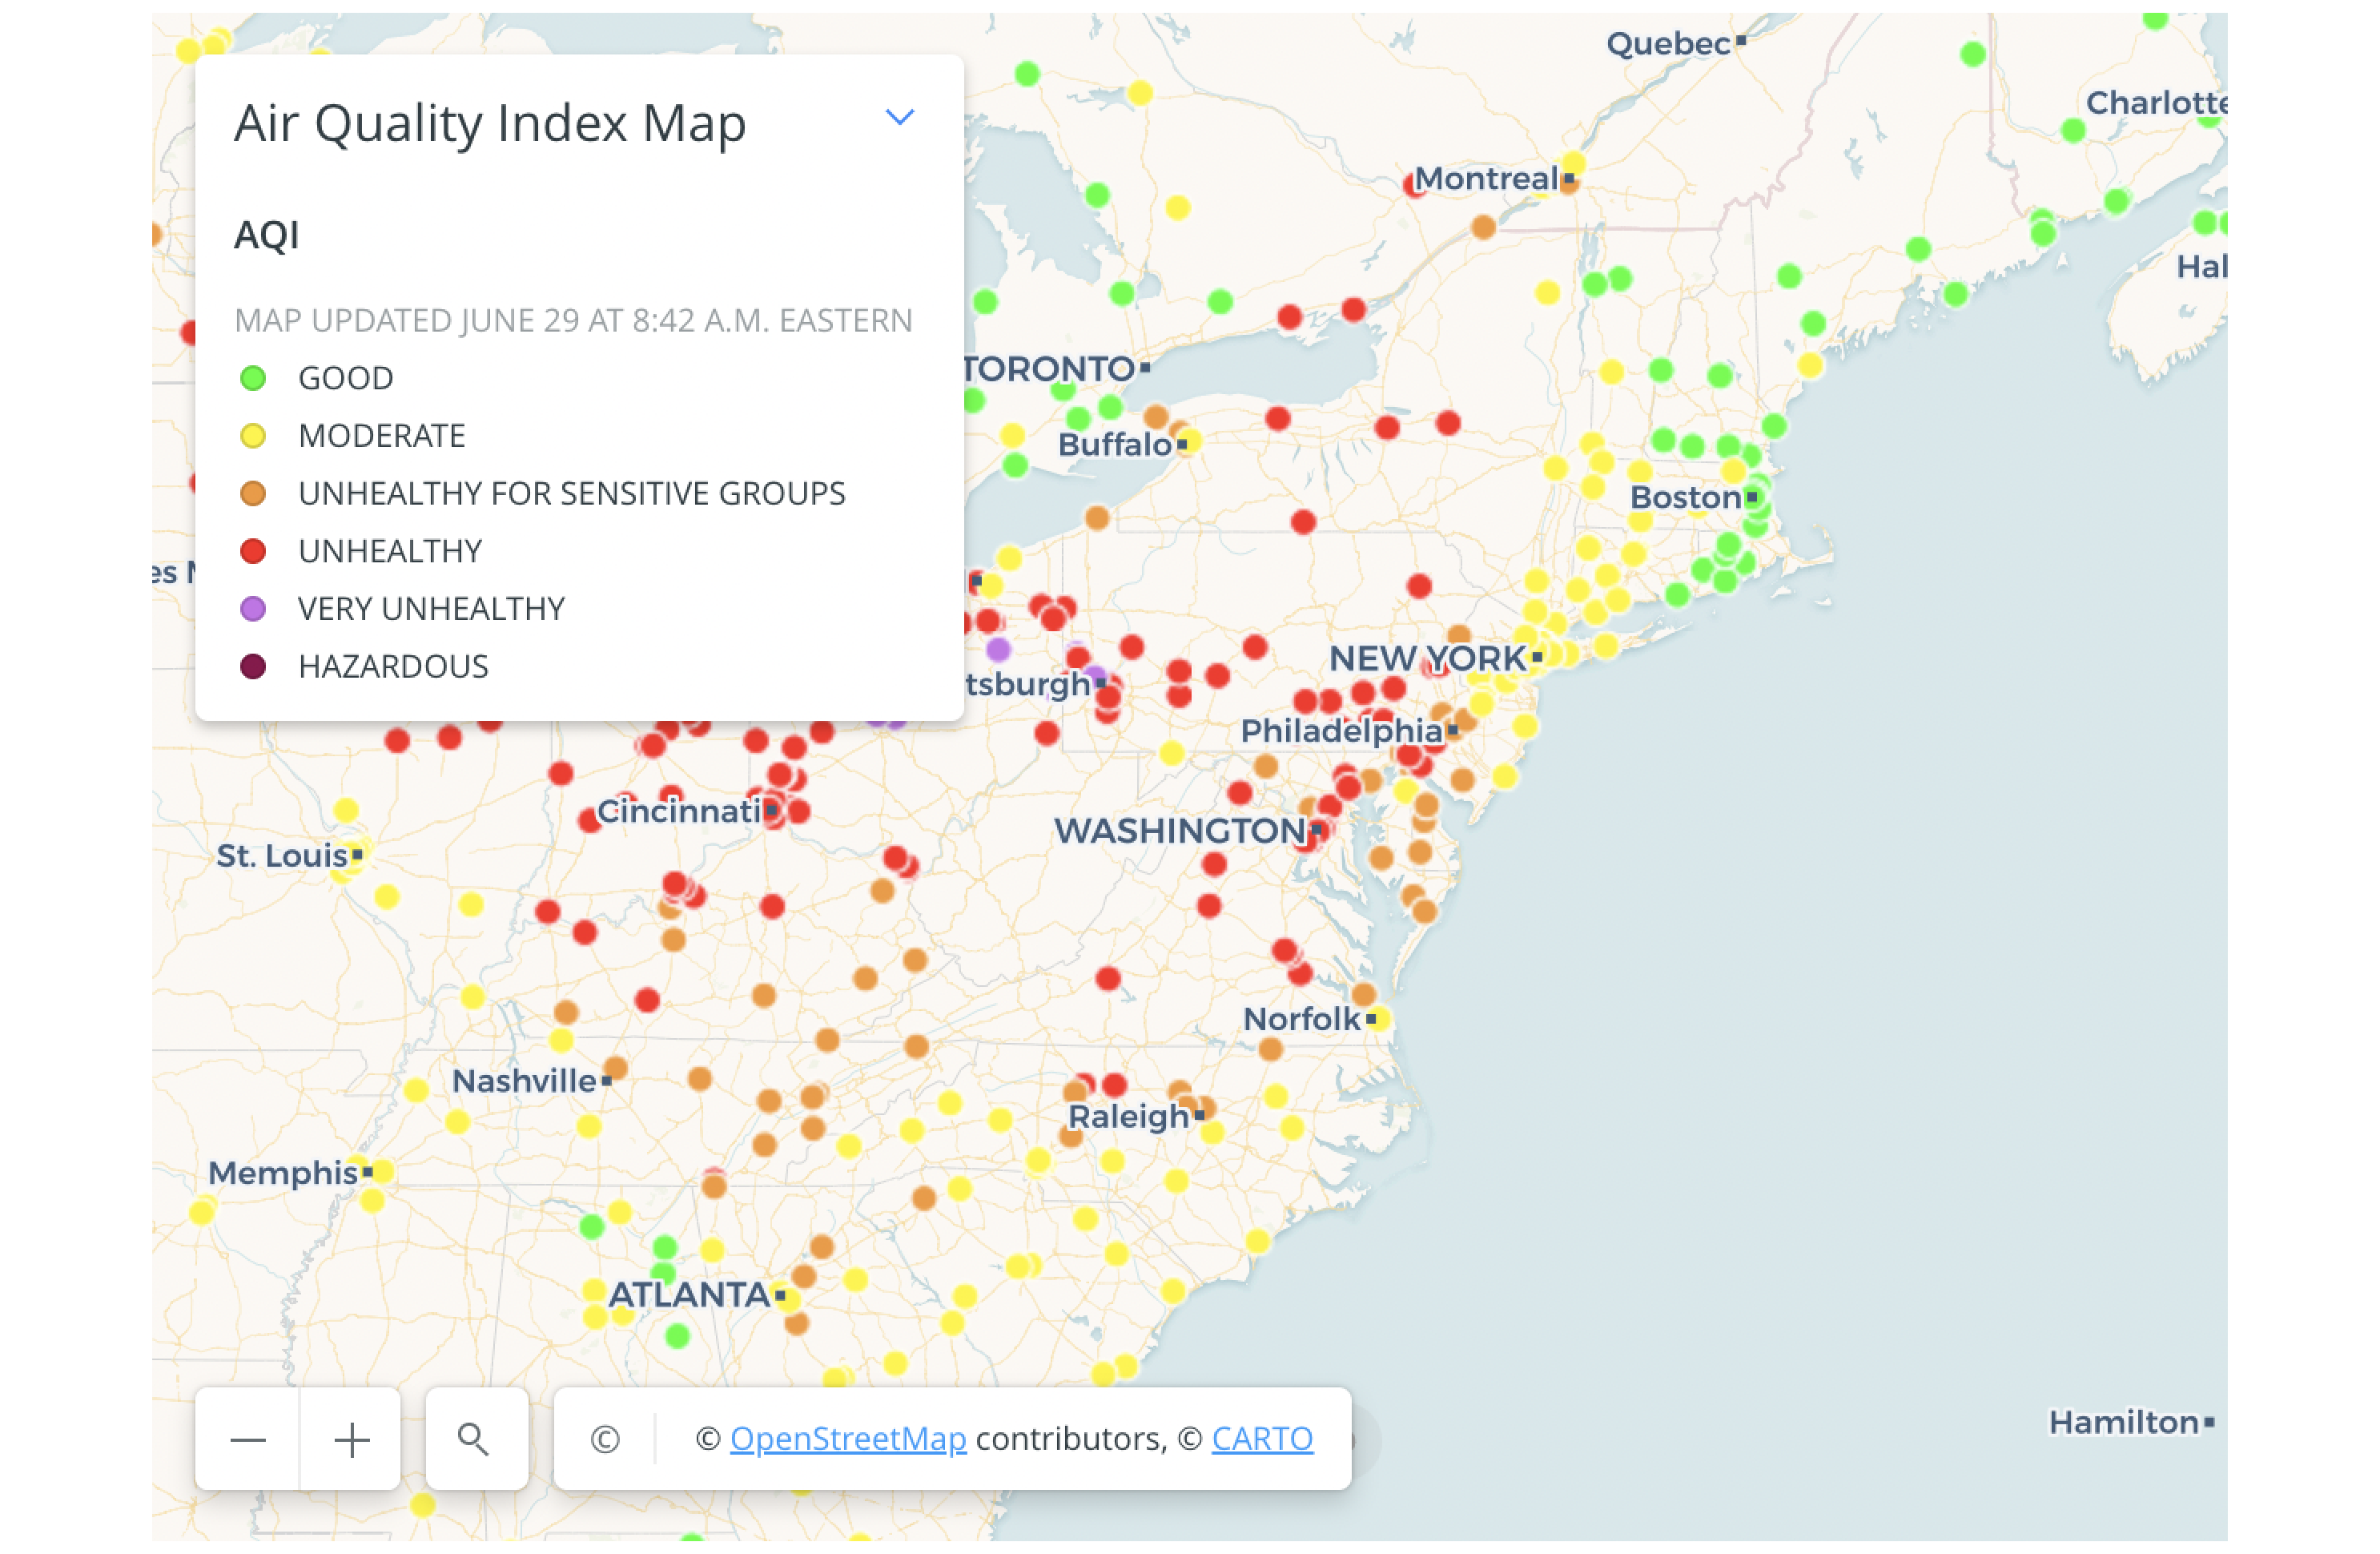 Quebec
Charlotte
Air Quality Index Map
Montreal
AQI
Hal
MAP UPDATED JUNE 29 AT 8:42 A.M. EASTERN
GOOD
TORONTO
MODERATE
Buffalo
UNHEALTHY FOR SENSITIVE GROUPS
Boston
UNHEALTHY
es M
VERY UNHEALTHY
HAZARDOUS
NEW YORK
tsburgh
Philadelphia
Cincinnati
WASHINGTON
St. Louis
Norfolk
Nashville
Raleigh
Memphis
ATLANTA
Hamilton
© © OpenStreetMap contributors, © CARTO